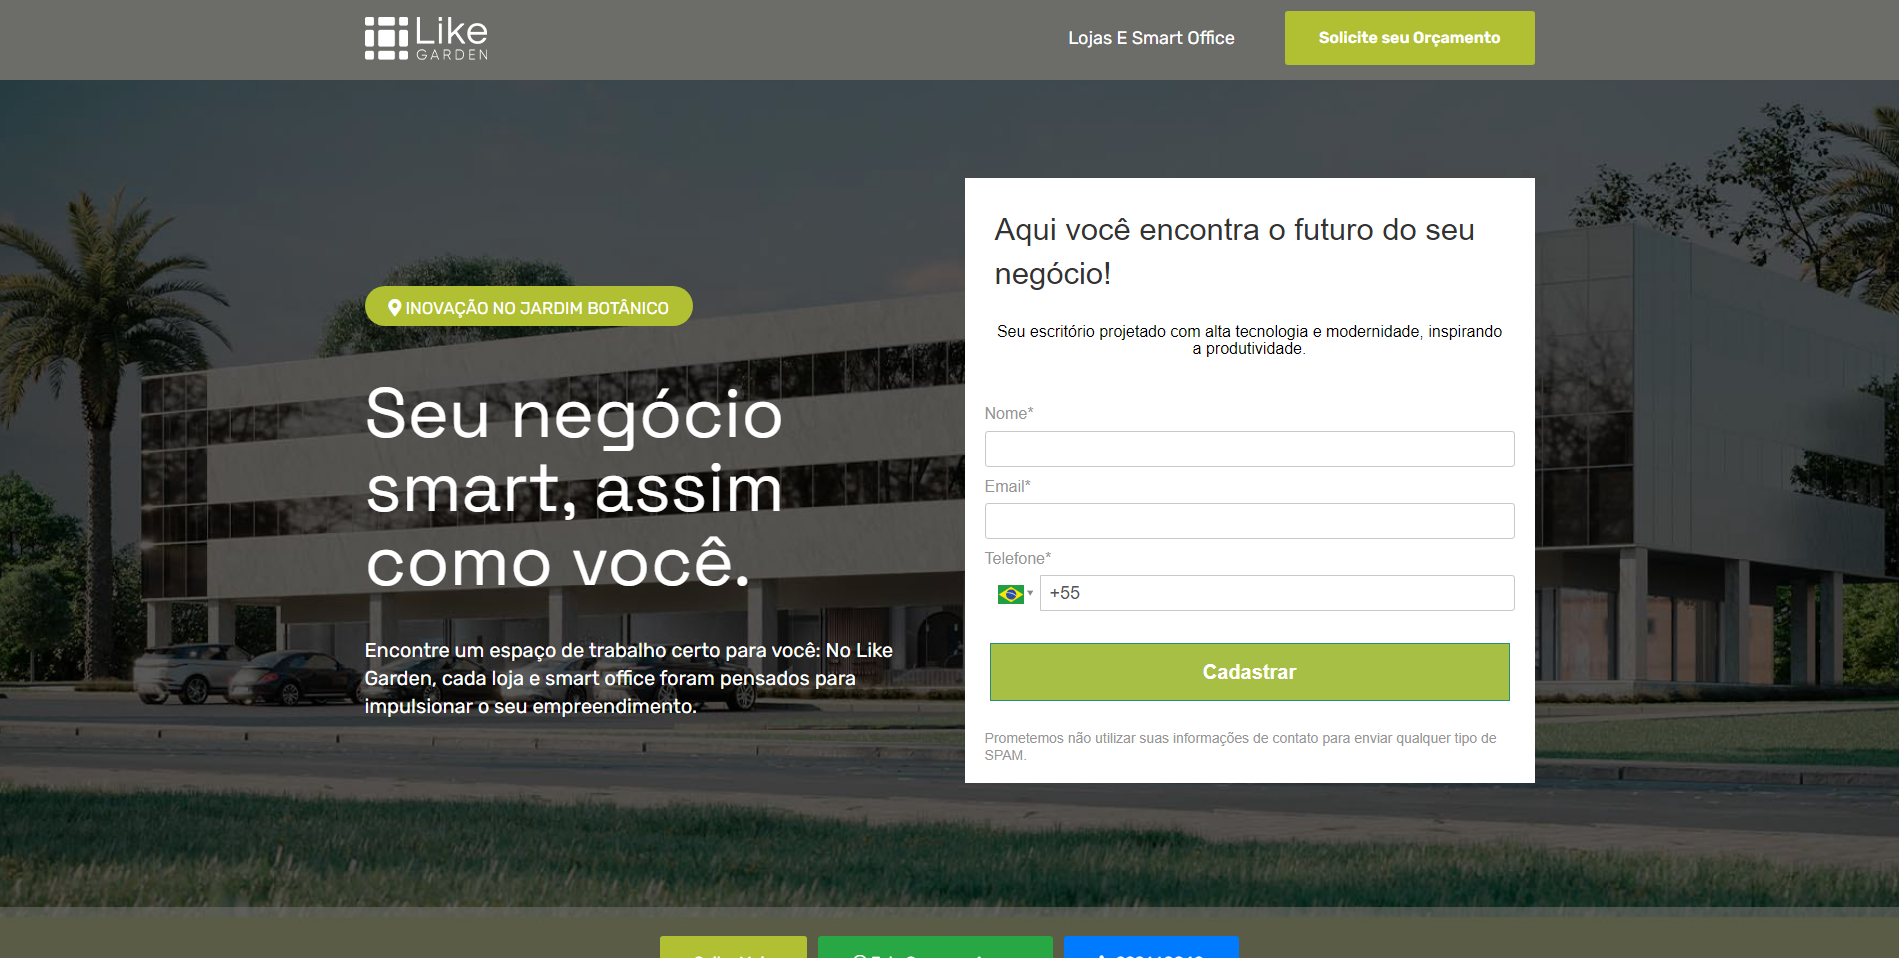 Like
GARDEN
Lojas E Smart Office
Solicite seu Orçamento
INOVAÇÃO NO JARDIM BOTÂNICO
Seu negócio
smart, assim
como você.
Encontre um espaço de trabalho certo para você: No Like
Garden, cada loja e smart office foram pensados para
impulsionar o seu empreendimento.
Aqui você encontra o futuro do seu
negócio!
Seu escritório projetado com alta tecnologia e modernidade, inspirando
a produtividade.
Nome*
Email*
Telefone*
+55
Cadastrar
Prometemos não utilizar suas informações de contato para enviar qualquer tipo de
SPAM.